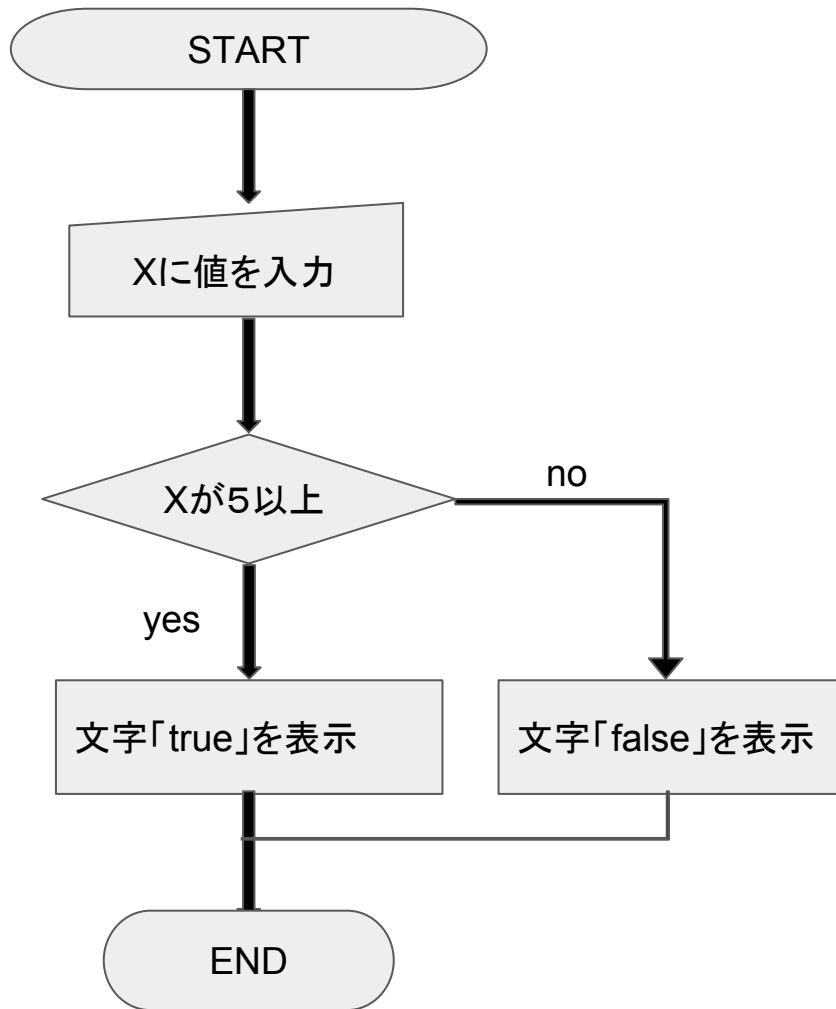 START
Xに値を入力
Xが5以上
no
yes
文字「true」を表示
文字「false」を表示
END